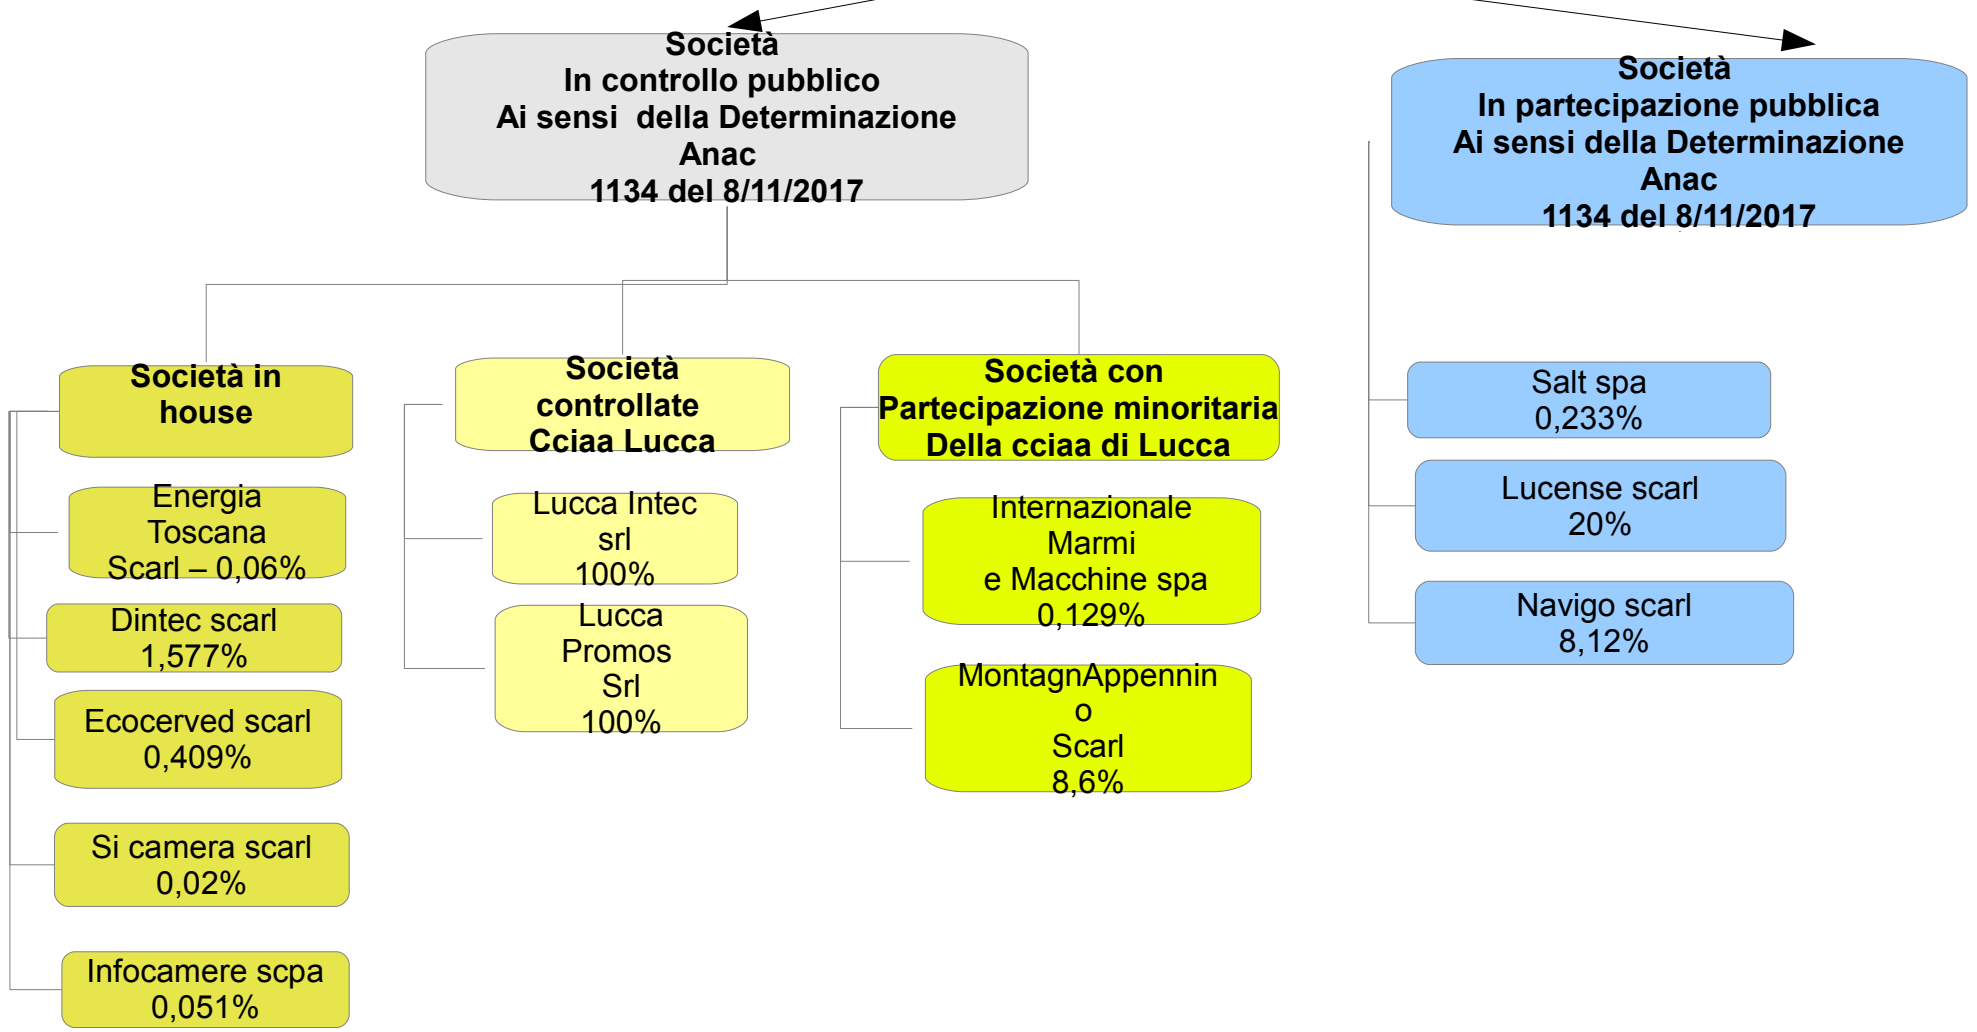 Società
In controllo pubblico
Ai sensi della Determinazione
Anac
1134 del 8/11/2017
Società
In partecipazione pubblica
Ai sensi della Determinazione
Anac
1134 del 8/11/2017
Società in
house
Energia
Toscana
Scarl – 0,06%
Dintec scarl
1,577%
Ecocerved scarl
0,409%
Si camera scarl
0,02%
Infocamere scpa
0,051%
Società
controllate
Cciaa Lucca
Lucca Intec
srl
100%
Lucca
Promos
Srl
100%
Società con
Partecipazione minoritaria
Della cciaa di Lucca
Internazionale
Marmi
e Macchine spa
0,129%
MontagnAppennin
o
Scarl
8,6%
Salt spa
0,233%
Lucense scarl
20%
Navigo scarl
8,12%